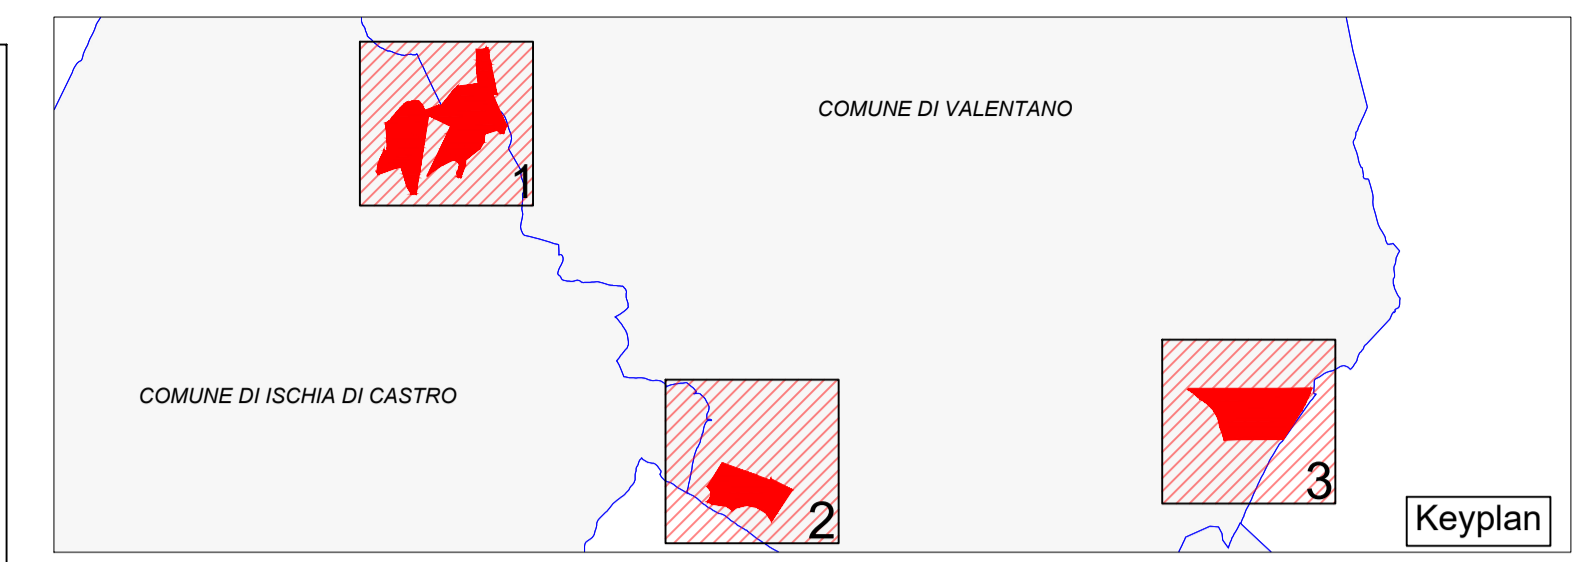 COMUNE DI VALENTANO
1
COMUNE DI ISCHIA DI CASTRO
2
3
Keyplan